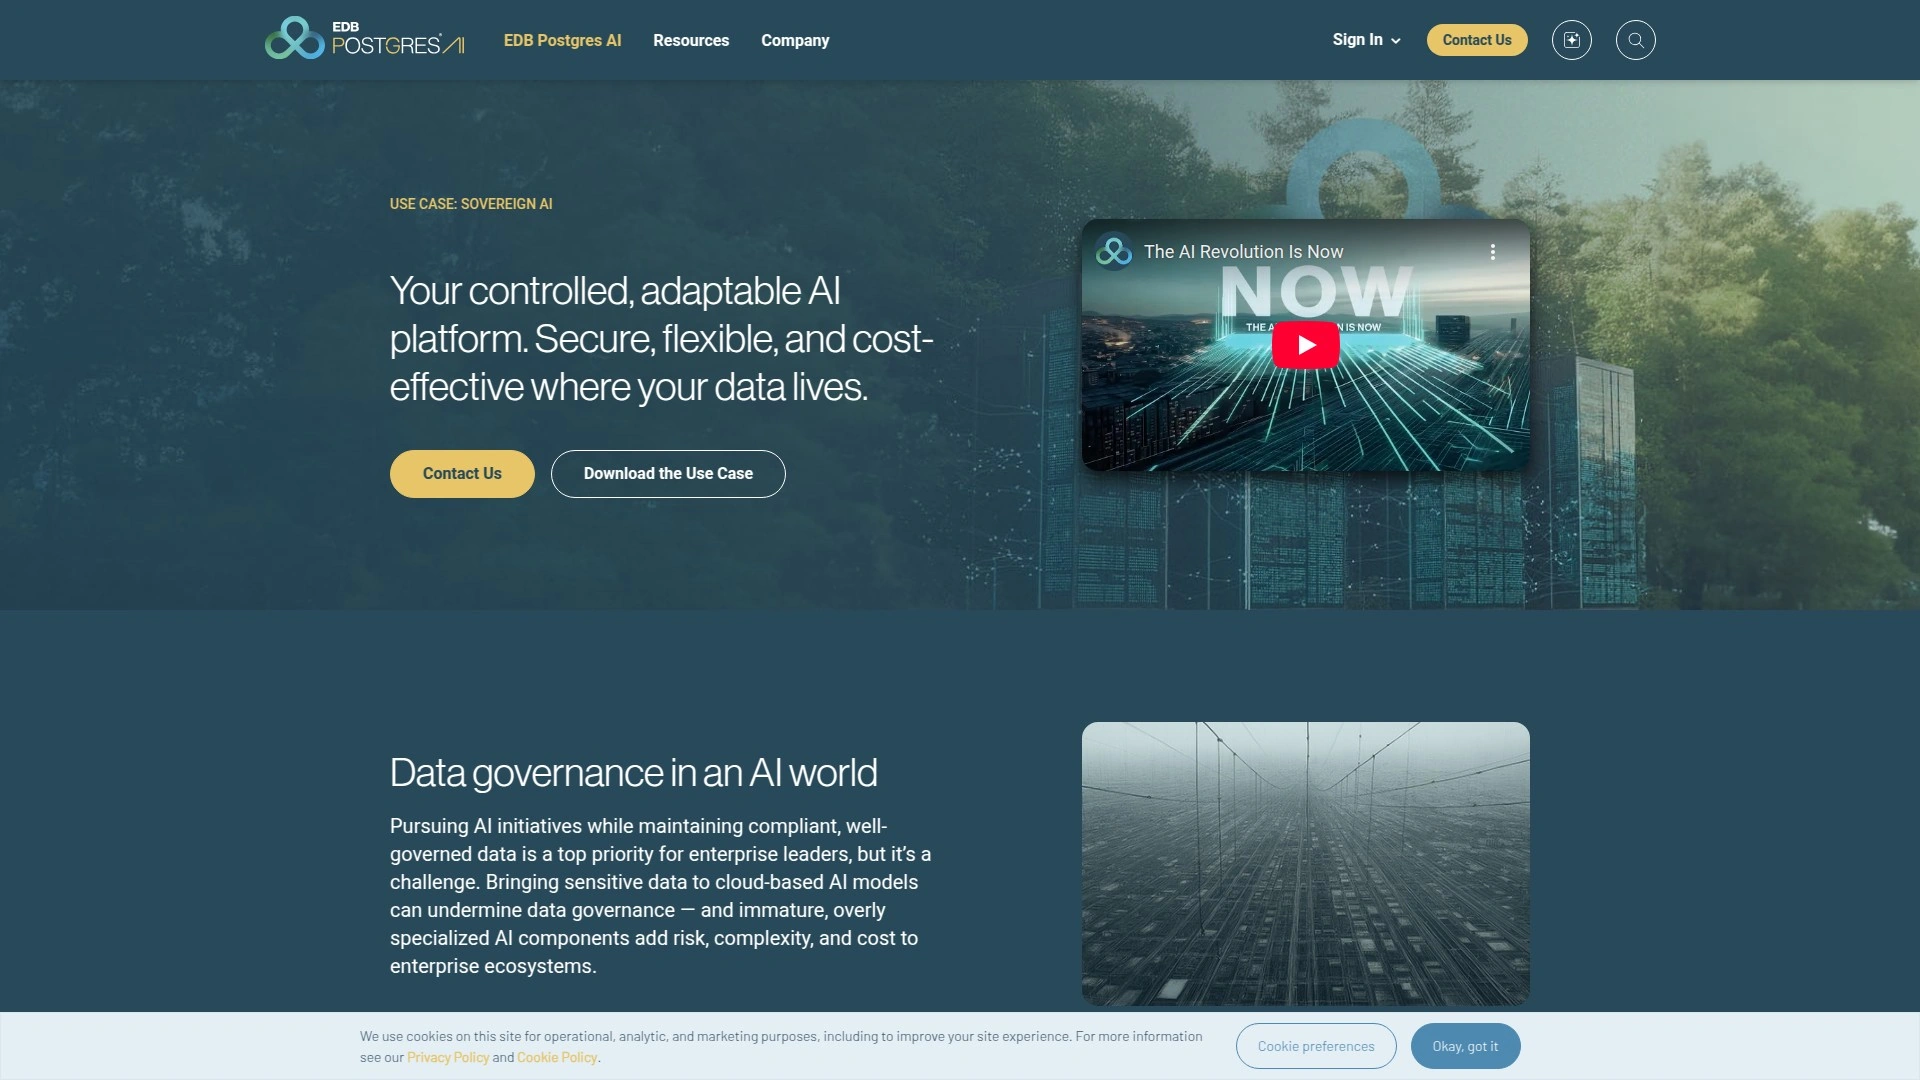 EDB
POSTGRES AI
EDB Postgres AI
Resources
Company
Sign In
Contact Us
USE CASE: SOVEREIGN AI
Your controlled, adaptable AI
platform. Secure, flexible, and cost-
effective where your data lives.
Contact Us
Download the Use Case
The AI Revolution Is Now
NOW
IS NOW
Data governance in an AI world
Pursuing AI initiatives while maintaining compliant, well-
governed data is a top priority for enterprise leaders, but it’s a
challenge. Bringing sensitive data to cloud-based AI models
can undermine data governance — and immature, overly
specialized AI components add risk, complexity, and cost to
enterprise ecosystems.
We use cookies on this site for operational, analytic, and marketing purposes, including to improve your site experience. For more information
see our Privacy Policy and Cookie Policy.
Cookie preferences
Okay, got it